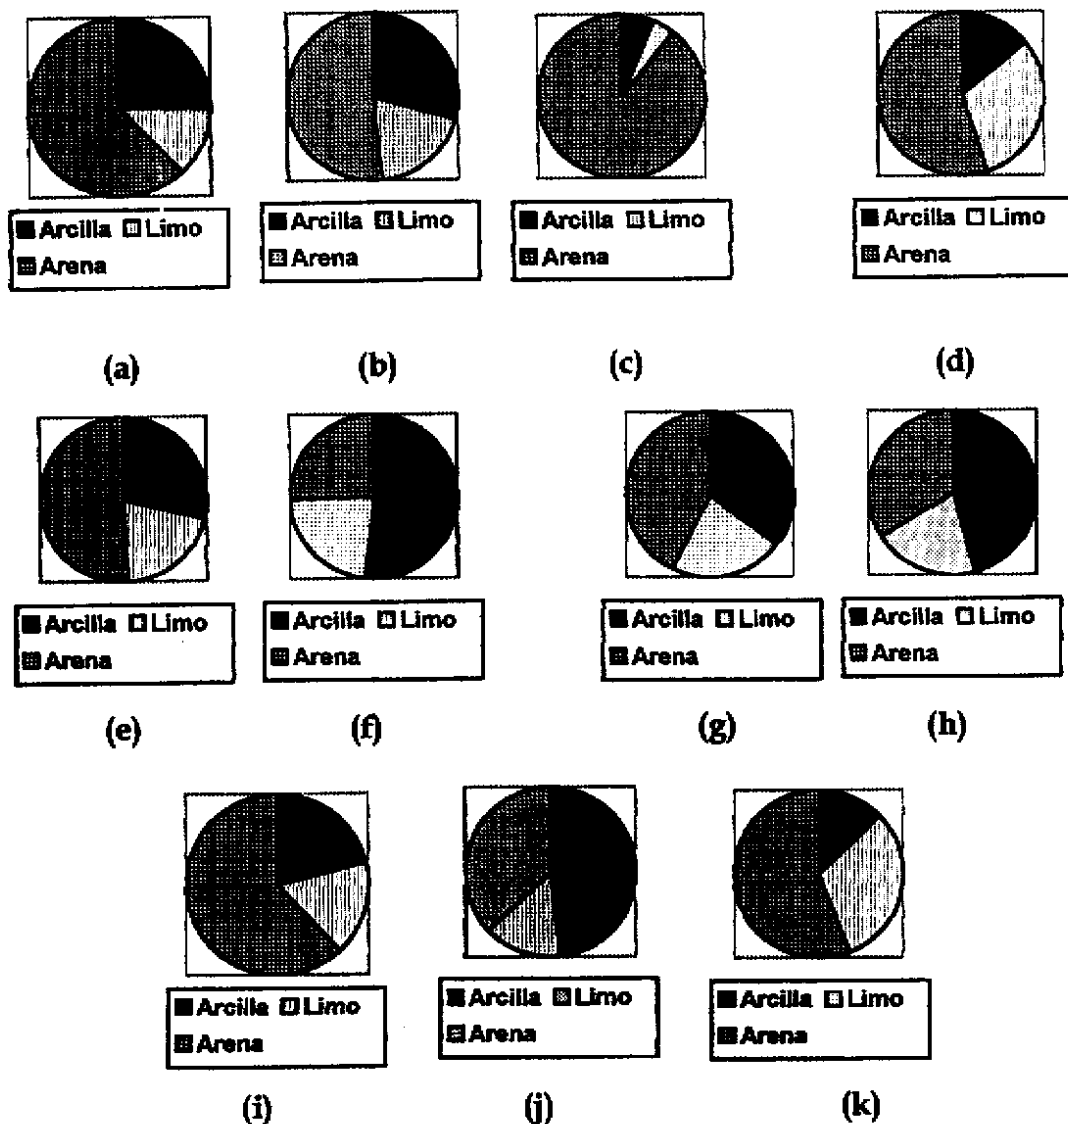 Arcilla Limo
Arena
(a)
Arcilla Limo
Arena
(b)
Arcilla Limo
Arena
(c)
Arcilla Limo
Arena
(d)
Arcilla Limo
Arena
(e)
Arcilla Limo
Arena
(f)
Arcilla Limo
Arena
(g)
Arcilla Limo
Arena
(h)
Arcilla Limo
Arena
(i)
Arcilla Limo
Arena
(j)
Arcilla Limo
Arena
(k)